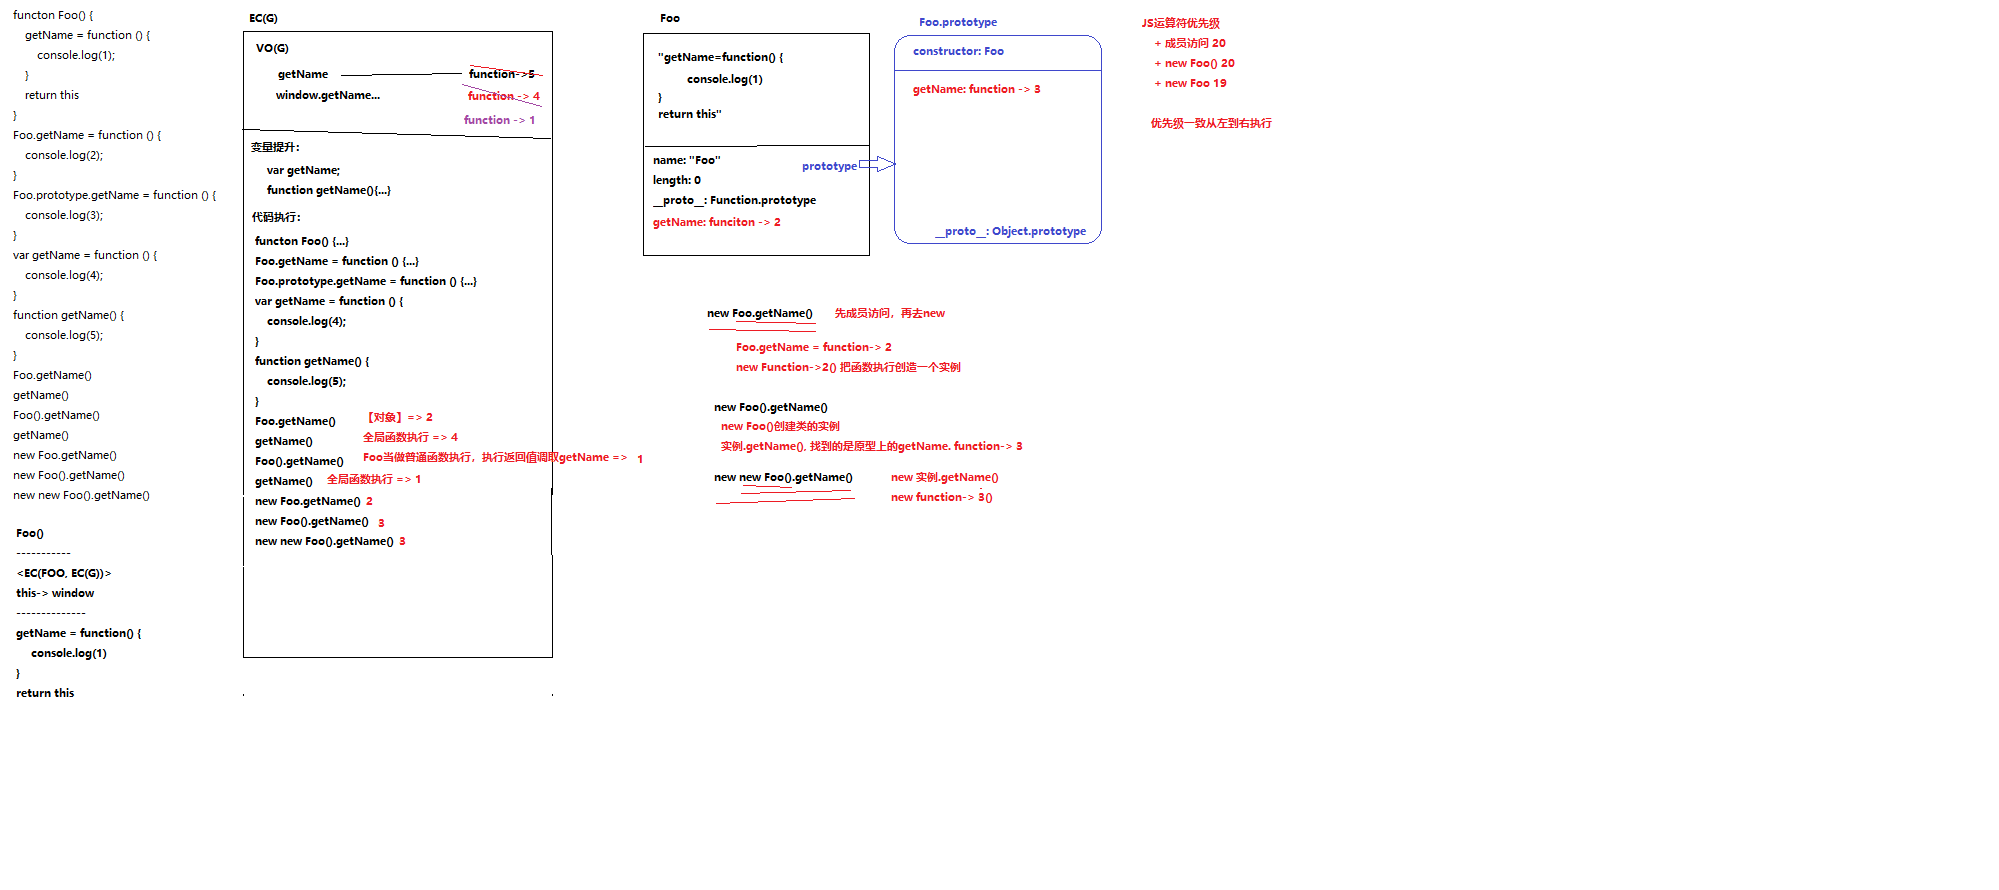 functon Foo() {
getName = function () {
console.log(1);
}
return this
}
Foo.getName = function () {
console.log(2);
}
Foo.prototype.getName = function () {
console.log(3);
}
var getName = function () {
console.log(4);
}
function getName() {
console.log(5);
}
Foo.getName()
getName()
Foo().getName()
getName()
new Foo.getName()
new Foo().getName()
new new Foo().getName()
Foo()
-----------
<EC(FOO, EC(G))>
this-> window
--------------
getName = function() {
console.log(1)
}
return this
EC(G)
VO(G)
getName function->5
window.getName... function -> 4
function -> 1
变量提升：
var getName;
function getName(){...}
代码执行：
functon Foo() {...}
Foo.getName = function () {...}
Foo.prototype.getName = function () {...}
var getName = function () {
console.log(4);
}
function getName() {
console.log(5);
}
Foo.getName() 【对象】=> 2
getName() 全局函数执行 => 4
Foo().getName() Foo当做普通函数执行，执行返回值调取getName => 1
getName() 全局函数执行 => 1
new Foo.getName() 2
new Foo().getName() 3
new new Foo().getName() 3
Foo
"getName=function() {
console.log(1)
}
return this"
name: "Foo"
length: 0
__proto__: Function.prototype
getName: funciton -> 2
prototype
Foo.prototype
constructor: Foo
getName: function -> 3
__proto__: Object.prototype
JS运算符优先级
+ 成员访问 20
+ new Foo() 20
+ new Foo 19
优先级一致从左到右执行
new Foo.getName() 先成员访问，再去new
Foo.getName = function-> 2
new Function->2() 把函数执行创造一个实例
new Foo().getName()
new Foo()创建类的实例
实例.getName(), 找到的是原型上的getName. function-> 3
new new Foo().getName() new 实例.getName()
new function-> 3()